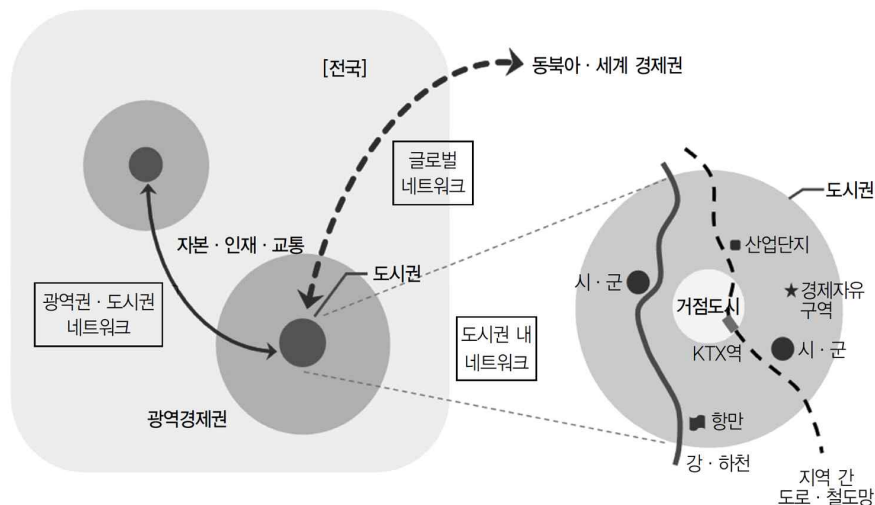 [전국]
동북아 · 세계 경제권
글로벌
네트워크
자본 · 인재 · 교통
도시권
광역권 · 도시권
네트워크
도시권 내
네트워크
광역경제권
도시권
산업단지
시 · 군
거점도시
경제자유
구역
KTX역
시 · 군
항만
강 · 하천
지역 간
도로 · 철도망